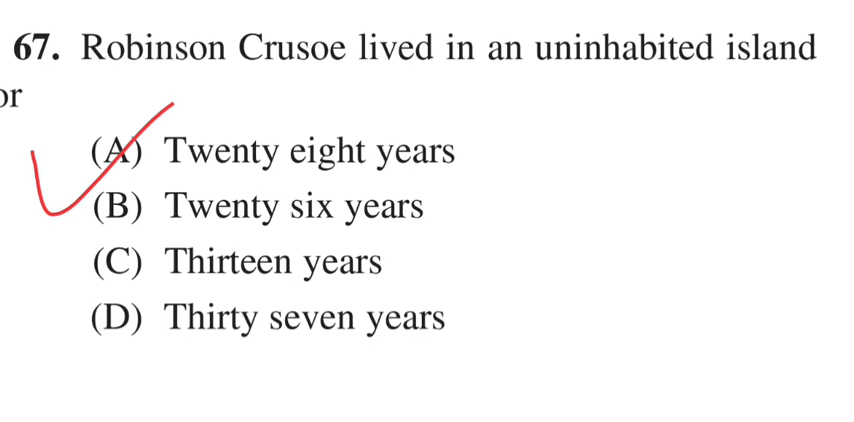 67. Robinson Crusoe lived in an uninhabited island
or
(A) Twenty eight years
(B) Twenty six years
(C) Thirteen years
(D) Thirty seven years